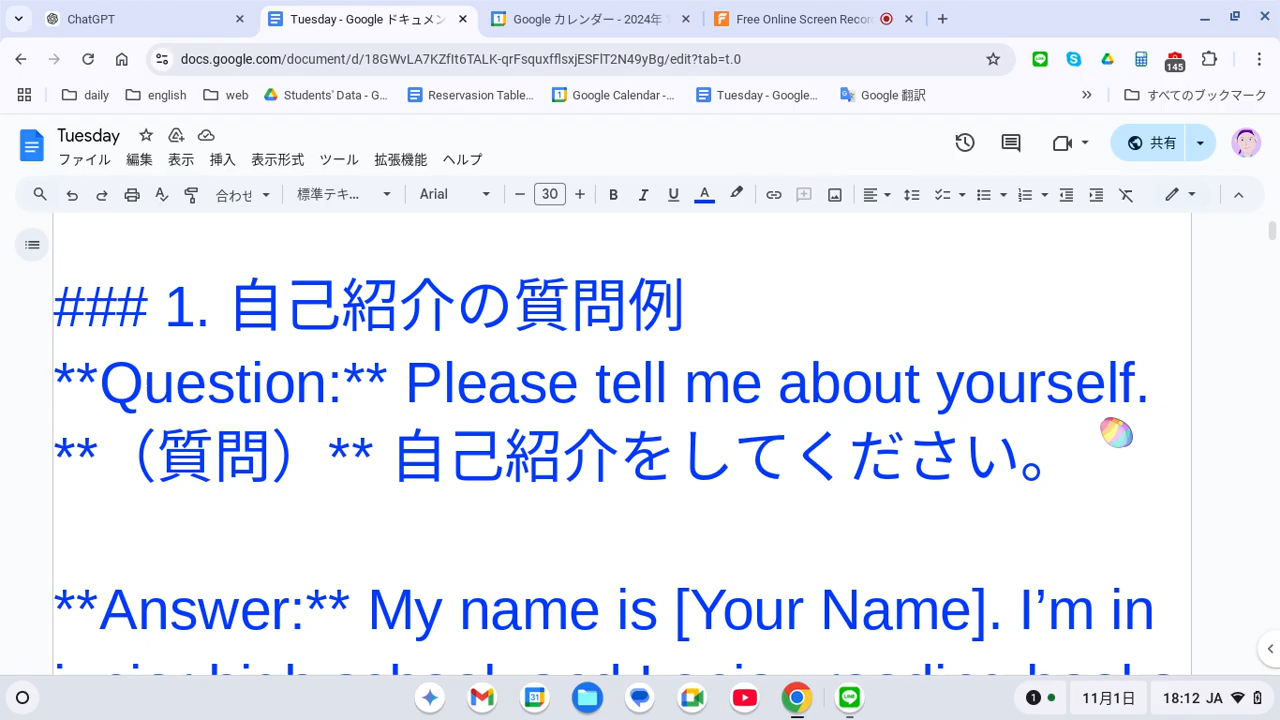 ChatGPT
Tuesday - Google ドキュメン
Google カレンダー - 2024年
Free Online Screen Recor
docs.google.com/document/d/18GWvLA7KZfIt6TALK-qrFsquxfflsxjESFlT2N49yBg/edit?tab=t.0
145
daily
english
web
Students' Data - G...
Reservasion Table...
Google Calendar -...
Tuesday - Google...
Google 翻訳
すべてのブックマーク
Tuesday
ファイル 編集 表示 挿入 表示形式 ツール 拡張機能 ヘルプ
共有
合わせ
標準テキ...
Arial
30
B I U A
### 1. 自己紹介の質問例
**Question:** Please tell me about yourself.
**（質問）** 自己紹介をしてください。
**Answer:** My name is [Your Name]. I’m in
31
1
11月1日
18:12 JA